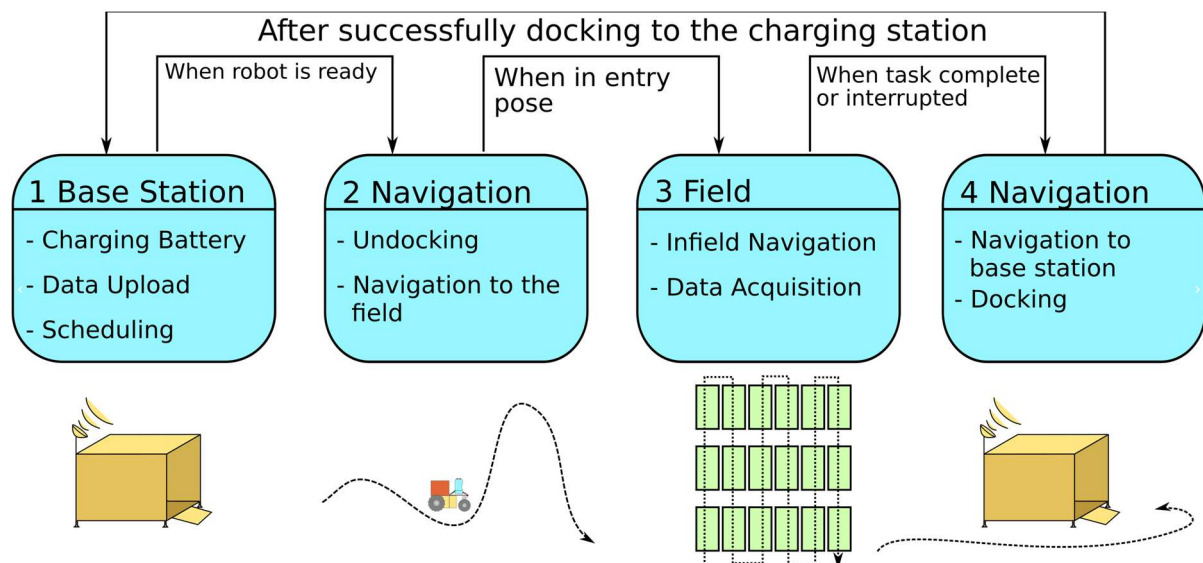 After successfully docking to the charging station
When robot is ready
When in entry
pose
When task complete
or interrupted
1 Base Station
- Charging Battery
- Data Upload
- Scheduling
2 Navigation
- Undocking
- Navigation to the
field
3 Field
- Infield Navigation
- Data Acquisition
4 Navigation
- Navigation to
base station
- Docking